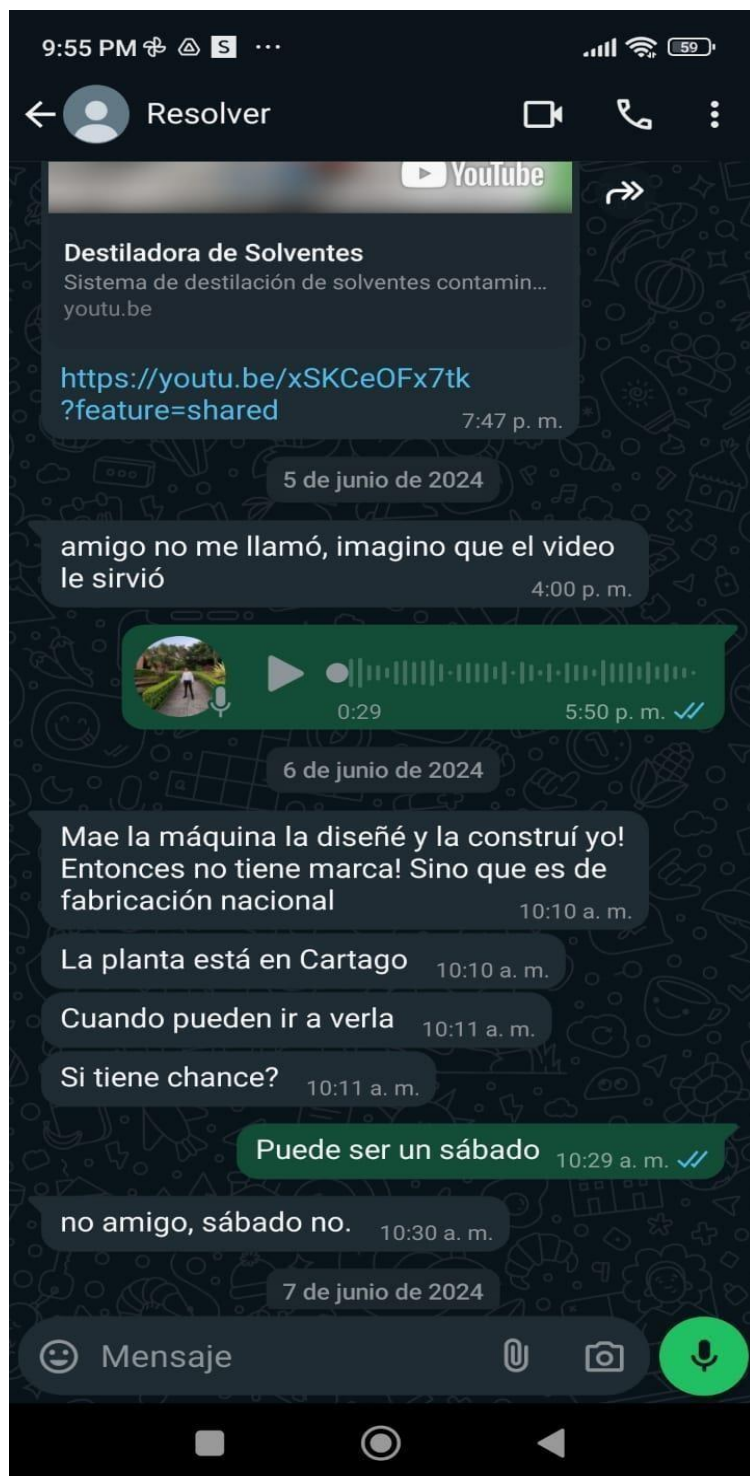 9:55 PM S ...
59
Resolver
YouTube
Destiladora de Solventes
Sistema de destilación de solventes contamin...
youtu.be
https://youtu.be/xSKCeOFx7tk
?feature=shared
7:47 p. m.
5 de junio de 2024
amigo no me llamó, imagino que el video
le sirvió
4:00 p. m.
0:29
5:50 p. m.
6 de junio de 2024
Mae la máquina la diseñé y la construí yo!
Entonces no tiene marca! Sino que es de
fabricación nacional
10:10 a. m.
La planta está en Cartago 10:10 a. m.
Cuando pueden ir a verla 10:11 a. m.
Si tiene chance? 10:11 a. m.
Puede ser un sábado 10:29 a. m.
no amigo, sábado no. 10:30 a. m.
7 de junio de 2024
Mensaje